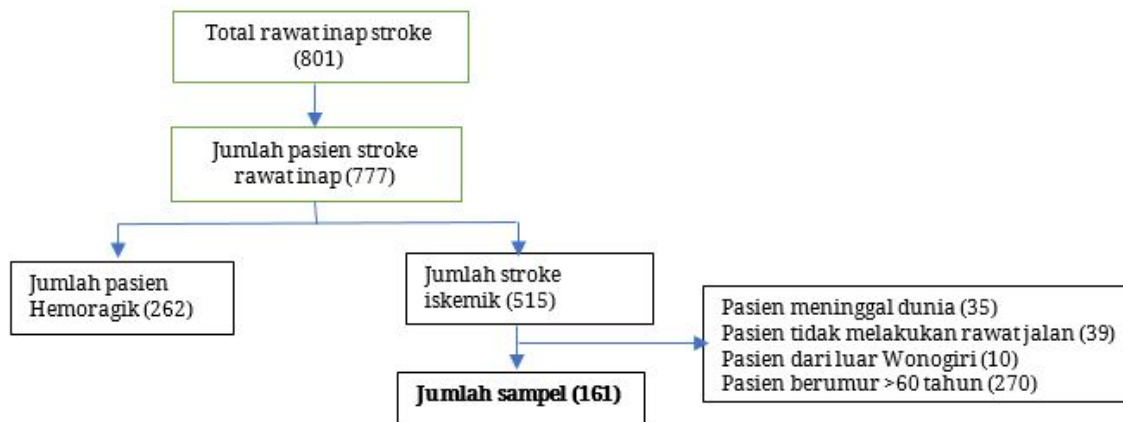 Total rawat inap stroke
(801)
Jumlah pasien stroke
rawat inap (777)
Jumlah pasien
Hemoragik (262)
Jumlah stroke
iskemik (515)
Pasien meninggal dunia (35)
Pasien tidak melakukan rawat jalan (39)
Pasien dari luar Wonogiri (10)
Pasien berumur >60 tahun (270)
Jumlah sampel (161)